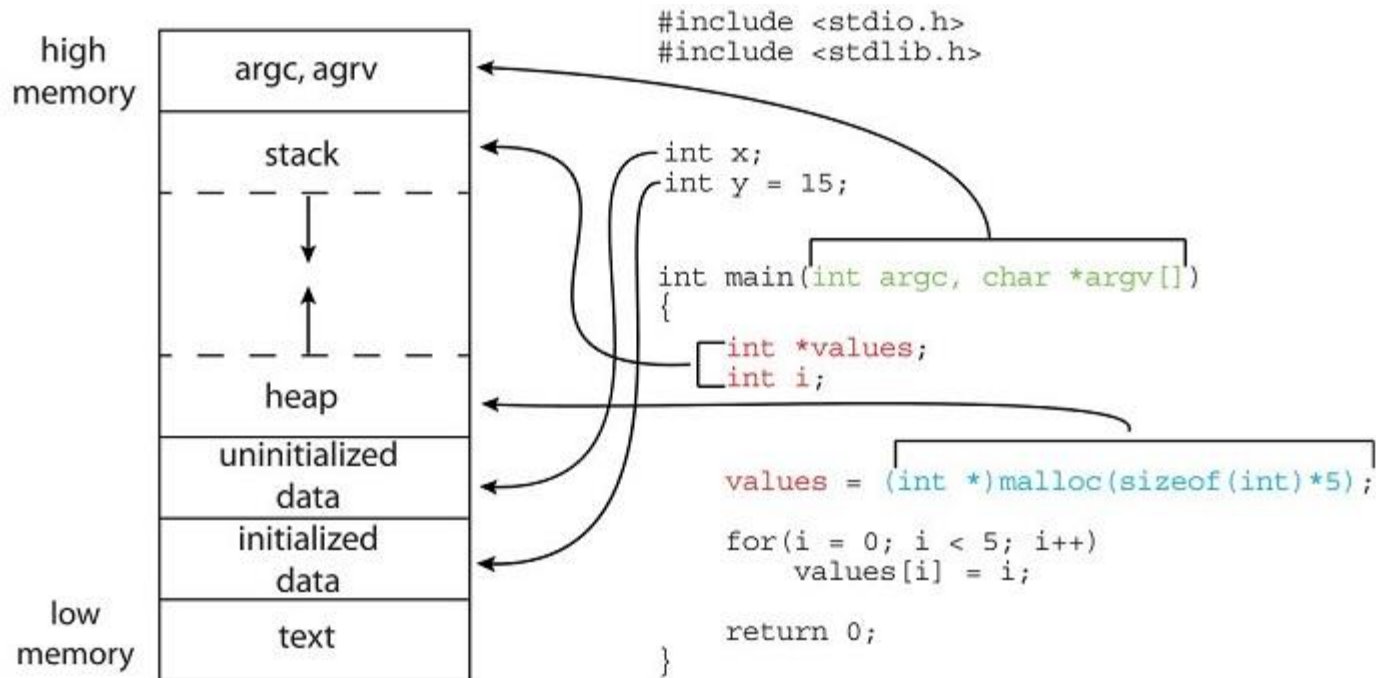 high
memory
argc, agrv
stack
heap
uninitialized
data
initialized
data
low
memory
text
#include <stdio.h>
#include <stdlib.h>
int x;
int y = 15;
int main(int argc, char *argv[])
{
int *values;
int i;
values = (int *)malloc(sizeof(int)*5);
for(i = 0; i < 5; i++)
values[i] = i;
return 0;
}